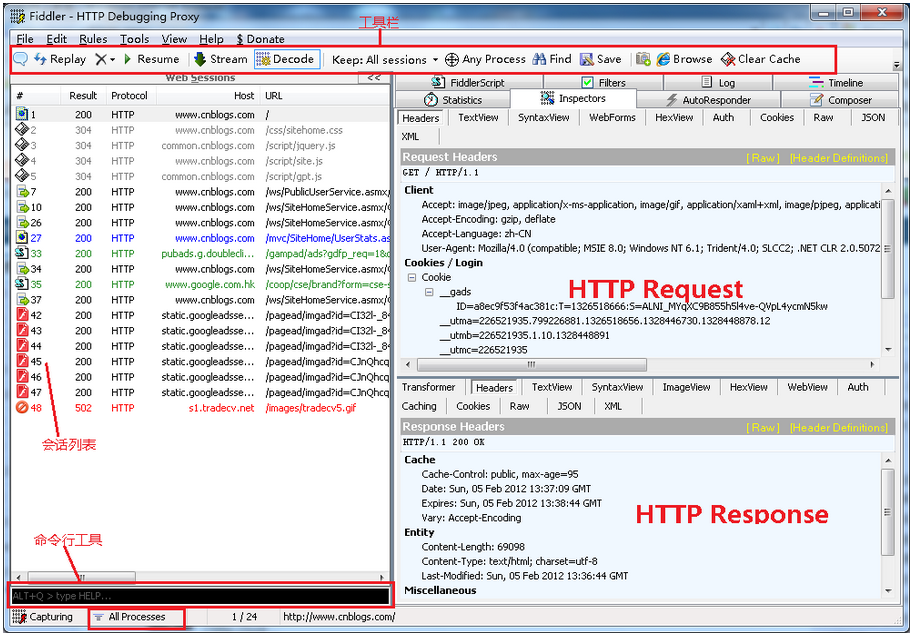 Fiddler - HTTP Debugging Proxy
工具栏
File Edit Rules Tools View Help $ Donate
Replay X Resume Stream Decode Keep: All sessions Any Process Find Save Browse Clear Cache
Web Sessions <<
# Result Protocol Host URL
1 200 HTTP www.cnblogs.com /
2 304 HTTP www.cnblogs.com /css/sitehome.css
3 304 HTTP common.cnblogs.com /script/jquery.js
4 304 HTTP www.cnblogs.com /script/site.js
5 304 HTTP common.cnblogs.com /script/gpt.js
7 200 HTTP www.cnblogs.com /ws/PublicUserService.asmx/
10 200 HTTP www.cnblogs.com /ws/SiteHomeService.asmx/
26 200 HTTP www.cnblogs.com /ws/SiteHomeService.asmx/
27 200 HTTP www.cnblogs.com /mvc/SiteHome/UserStats.as
33 200 HTTP pubads.g.doublecli... /gampad/ads?gdfp_req=1&c
34 200 HTTP www.cnblogs.com /ws/SiteHomeService.asmx/
35 200 HTTP www.google.com.hk /coop/cse/brand?form=cse-
37 200 HTTP www.cnblogs.com /ws/SiteHomeService.asmx/
42 200 HTTP static.googleadsse... /pagead/imgad?id=CI32l-_84
43 200 HTTP static.googleadsse... /pagead/imgad?id=CJnQhcq
44 200 HTTP static.googleadsse... /pagead/imgad?id=CI32l-_84
45 200 HTTP static.googleadsse... /pagead/imgad?id=CJnQhcq
46 200 HTTP static.googleadsse... /pagead/imgad?id=CJnQhcq
47 200 HTTP static.googleadsse... /pagead/imgad?id=CJnQhcq
48 502 HTTP s1.tradecv.net /images/tradecv5.gif
会话列表
命令行工具
ALT+Q > type HELP...
Capturing All Processes 1 / 24 http://www.cnblogs.com/
FiddlerScript Filters Log Timeline
Statistics Inspectors AutoResponder Composer
Headers TextView SyntaxView WebForms HexView Auth Cookies Raw JSON
XML
Request Headers [ Raw ] [Header Definitions]
GET / HTTP/1.1
Client
Accept: image/jpeg, application/x-ms-application, image/gif, application/xaml+xml, image/pjpeg, applicati
Accept-Encoding: gzip, deflate
Accept-Language: zh-CN
User-Agent: Mozilla/4.0 (compatible; MSIE 8.0; Windows NT 6.1; Trident/4.0; SLCC2; .NET CLR 2.0.5072
Cookies / Login
Cookie
__gads
HTTP Request
ID=a8ec9f53f4ac381c:T=1326518666:S=ALNI_MYqXC9B855h5l4ve-QVpL4ycmN5kw
__utma=226521935.799226881.1326518656.1328446730.1328448878.12
__utmb=226521935.1.10.1328448891
__utmc=226521935
Transformer Headers TextView SyntaxView ImageView HexView WebView Auth
Caching Cookies Raw JSON XML
Response Headers [ Raw ] [Header Definitions]
HTTP/1.1 200 OK
Cache
Cache-Control: public, max-age=95
Date: Sun, 05 Feb 2012 13:37:09 GMT
Expires: Sun, 05 Feb 2012 13:38:44 GMT
Vary: Accept-Encoding
HTTP Response
Entity
Content-Length: 69098
Content-Type: text/html; charset=utf-8
Last-Modified: Sun, 05 Feb 2012 13:36:44 GMT
Miscellaneous